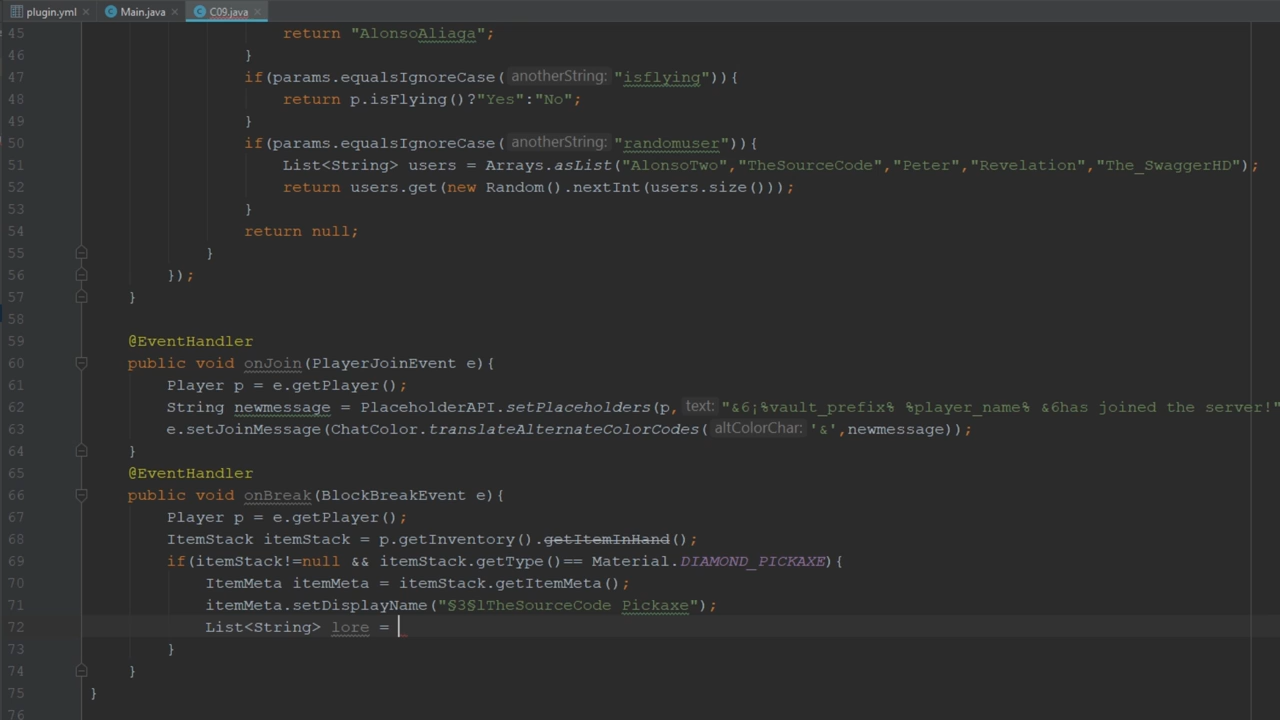 plugin.yml Main.java C09.java
45 return "AlonsoAliaga";
46 }
47 if(params.equalsIgnoreCase( anotherString: "isflying")){
48 return p.isFlying()?"Yes":"No";
49 }
50 if(params.equalsIgnoreCase( anotherString: "randomuser")){
51 List<String> users = Arrays.asList("AlonsoTwo","TheSourceCode","Peter","Revelation","The_SwaggerHD");
52 return users.get(new Random().nextInt(users.size()));
53 }
54 return null;
55 }
56 });
57 }
58
59 @EventHandler
60 public void onJoin(PlayerJoinEvent e){
61 Player p = e.getPlayer();
62 String newmessage = PlaceholderAPI.setPlaceholders(p, text: "&6¡%vault_prefix% %player_name% &6has joined the server!"
63 e.setJoinMessage(ChatColor.translateAlternateColorCodes( altColorChar: '&',newmessage));
64 }
65 @EventHandler
66 public void onBreak(BlockBreakEvent e){
67 Player p = e.getPlayer();
68 ItemStack itemStack = p.getInventory().getItemInHand();
69 if(itemStack!=null && itemStack.getType()== Material.DIAMOND_PICKAXE){
70 ItemMeta itemMeta = itemStack.getItemMeta();
71 itemMeta.setDisplayName("§3§lTheSourceCode Pickaxe");
72 List<String> lore =
73 }
74 }
75 }
76